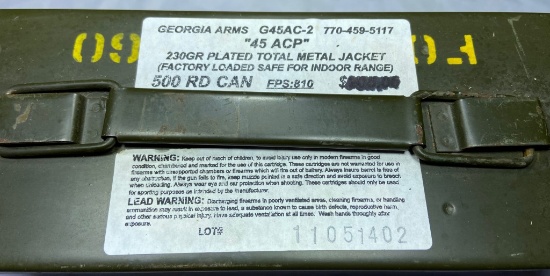 GEORGIA ARMS G45AC-2 770-459-5117
"45 ACP"
230GR PLATED TOTAL METAL JACKET
(FACTORY LOADED SAFE FOR INDOOR RANGE)
500 RD CAN FPS:810 $
FO
60
WARNING: Keep out of reach of children, to avoid injury use only in modern firearms in good
condition, chambered and marked for the use of this cartridge. These cartridges are not warranted for use in
firearms with unsupported chambers or firearms which will fire out of battery. Always insure barrel is free of
any obstruction. If the gun fails to fire, keep muzzle pointed in a safe direction and avoid exposure to breech
when unloading. Always wear eye and ear protection when shooting. These cartridges should only be used
for sporting purposes as intended by the manufacturer.
LEAD WARNING: Discharging firearms in poorly ventilated areas, cleaning firearms, or handling
ammunition may result in exposure to lead, a substance known to cause birth defects, reproductive harm,
and other serious physical injury. Have adequate ventilation at all times. Wash hands thoroughly after
exposure.
LOT# 11051402